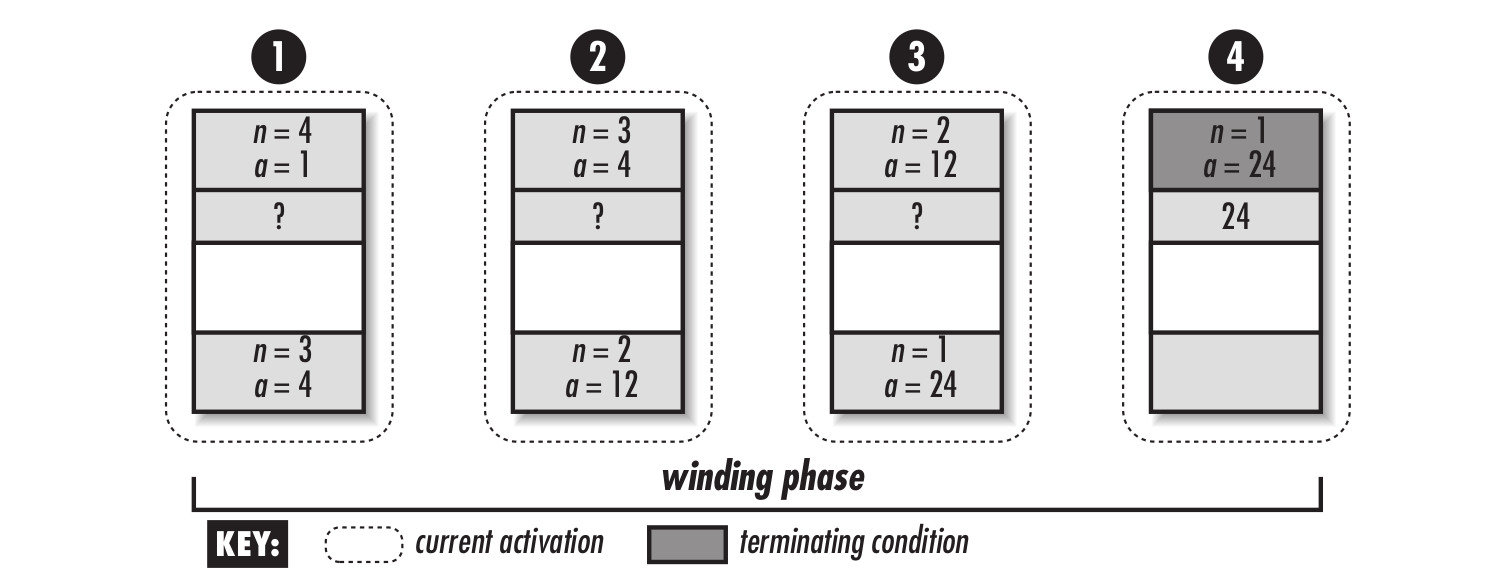 1
2
3
4
n = 4
a = 1
?
n = 3
a = 4
n = 3
a = 4
?
n = 2
a = 12
n = 2
a = 12
?
n = 1
a = 24
n = 1
a = 24
24
winding phase
KEY: current activation terminating condition